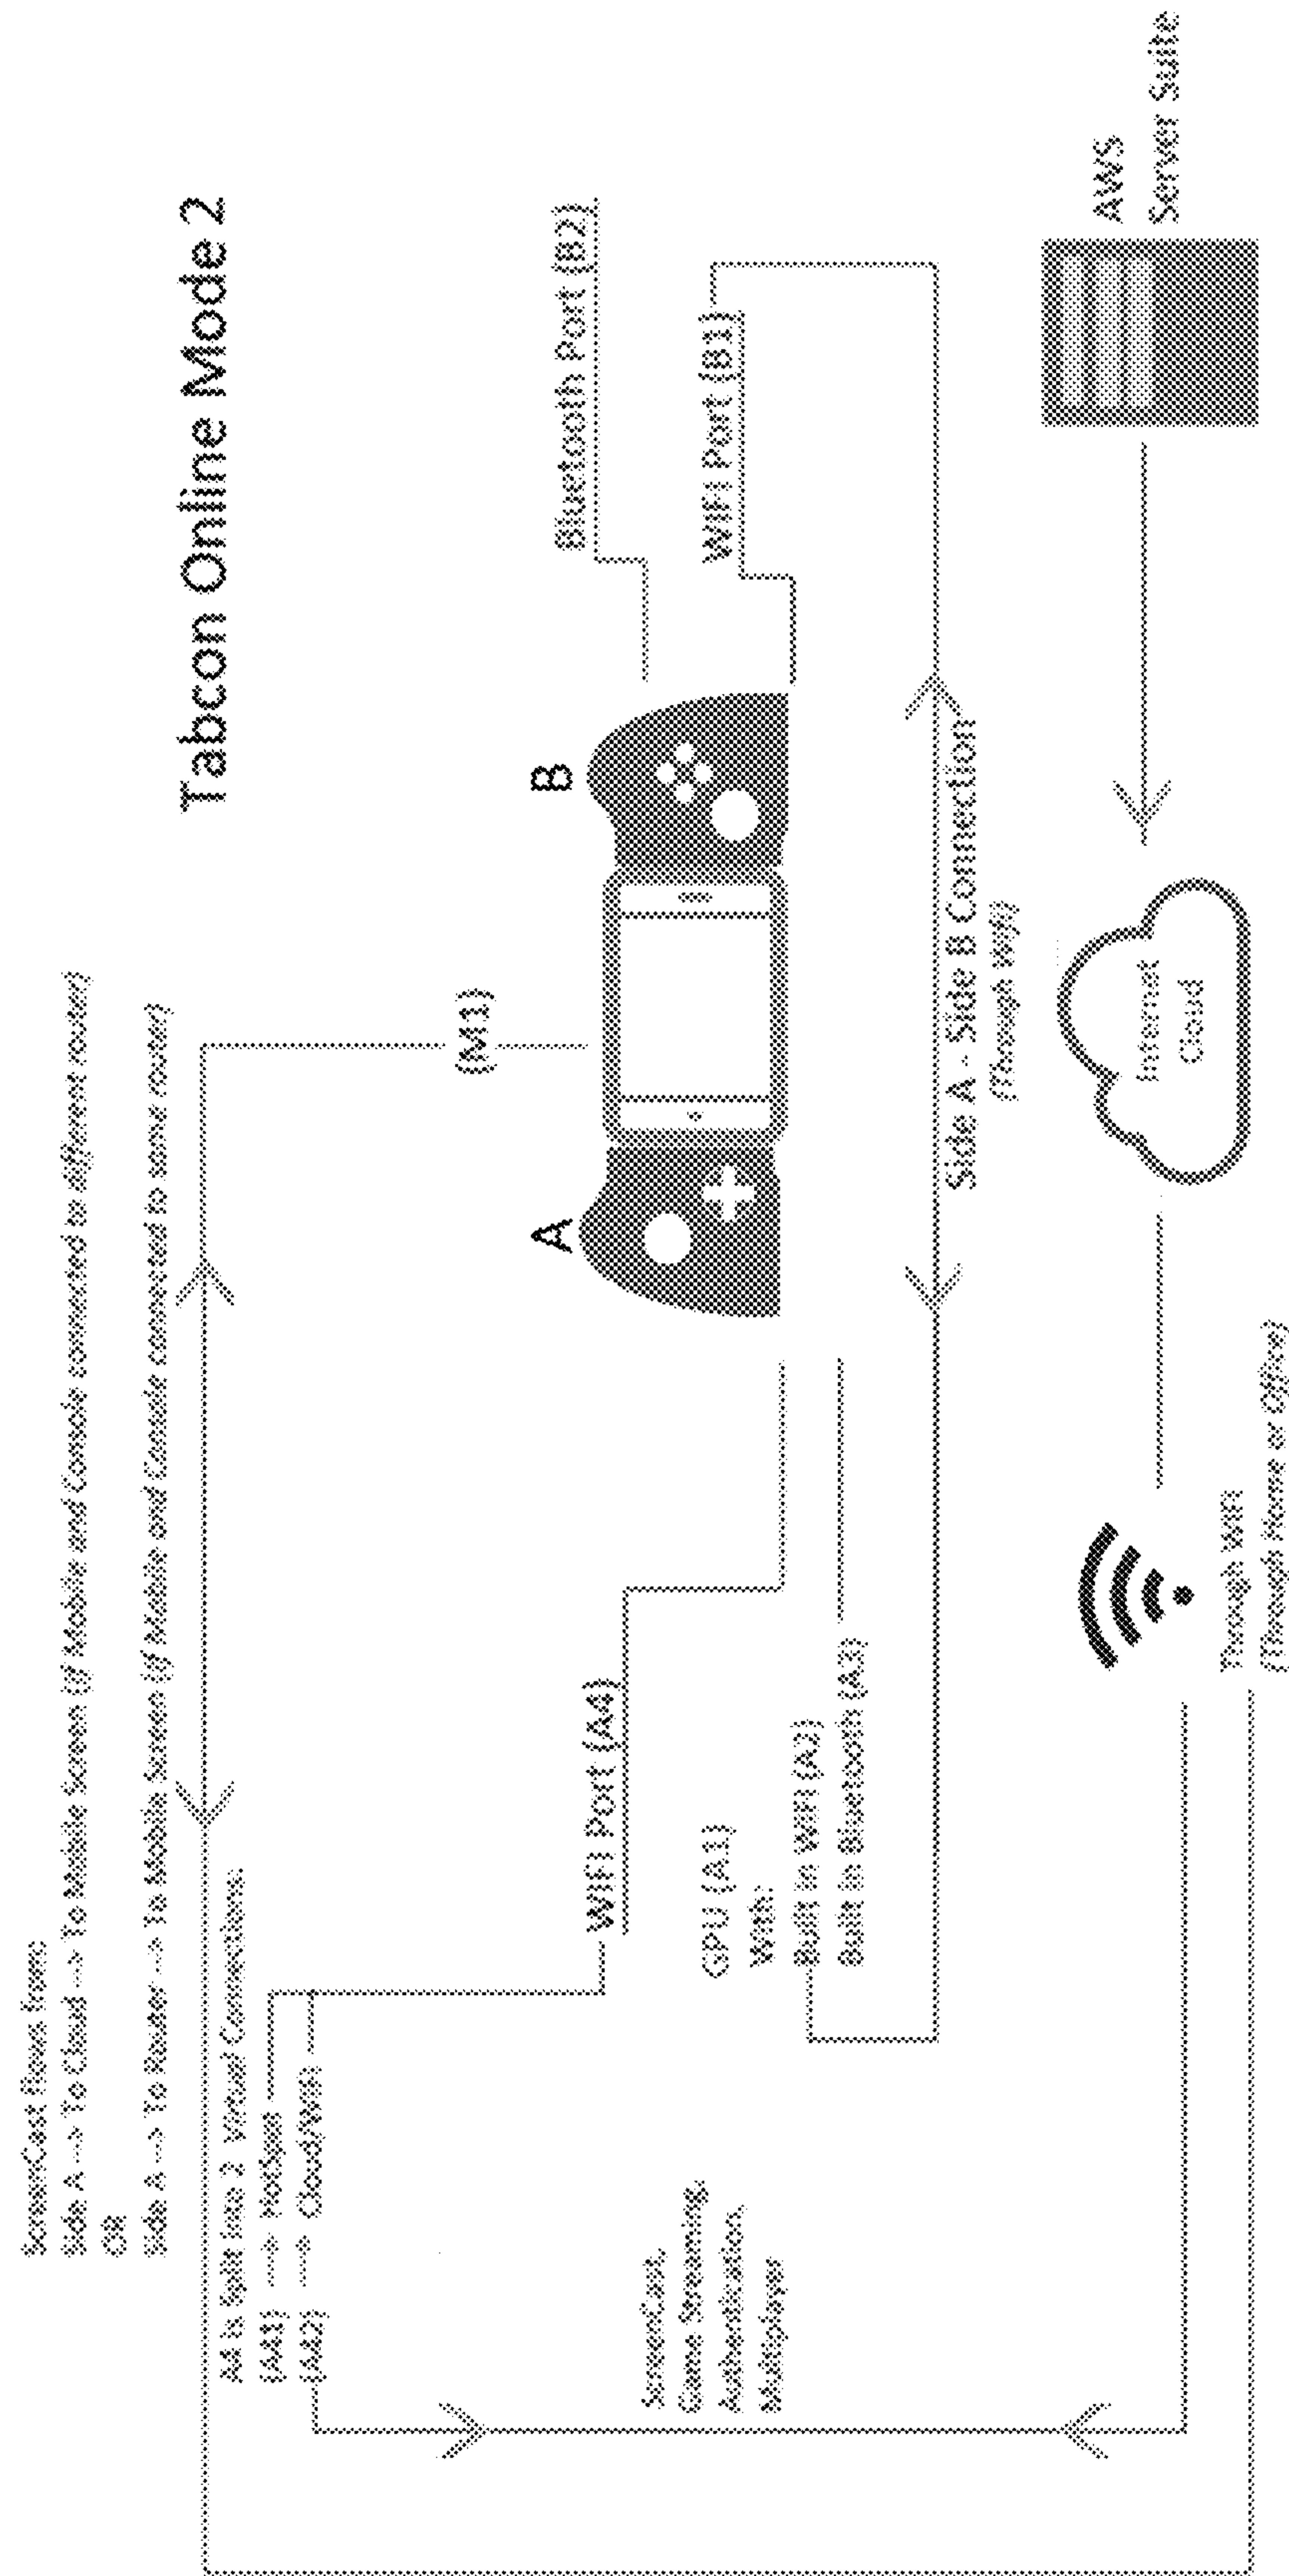 Tabcon Online Mode 2
ScreenCast flows from:
Side A --> To Cloud --> To Mobile Screen (if Mobile and Console connected to different router)
OR
Side A --> To Router --> To Mobile Screen (if Mobile and Console connected to same router)
A4 is Split into 2 Virtual Connections:
(AA1) → HotSpot
(AA2) → Cloud/WIFI
(M1)
A
B
Bluetooth Port (B2)
WIFI Port (B1)
WIFI Port (A4)
GPU (A1)
With:
Built in WIFI (A2)
Built in Bluetooth (A3)
ScreenCast,
Game Streaming,
Authentication,
Multiplayer
Side A - Side B Connection
(Through Wifi)
Through WIFI
(Through Home or Office)
Internet
Cloud
AWS
Server Suite